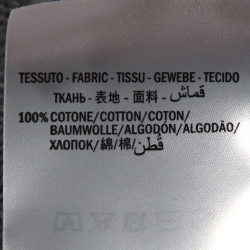 TESSUTO - FABRIC - TISSU - GEWEBE - TECIDO
ТКАНЬ - 表地 - 面料 - قماش
100% COTONE/COTTON/COTON/
BAUMWOLLE/ALGODÓN/ALGODÃO/
ХЛОПОК/綿/棉/قطن